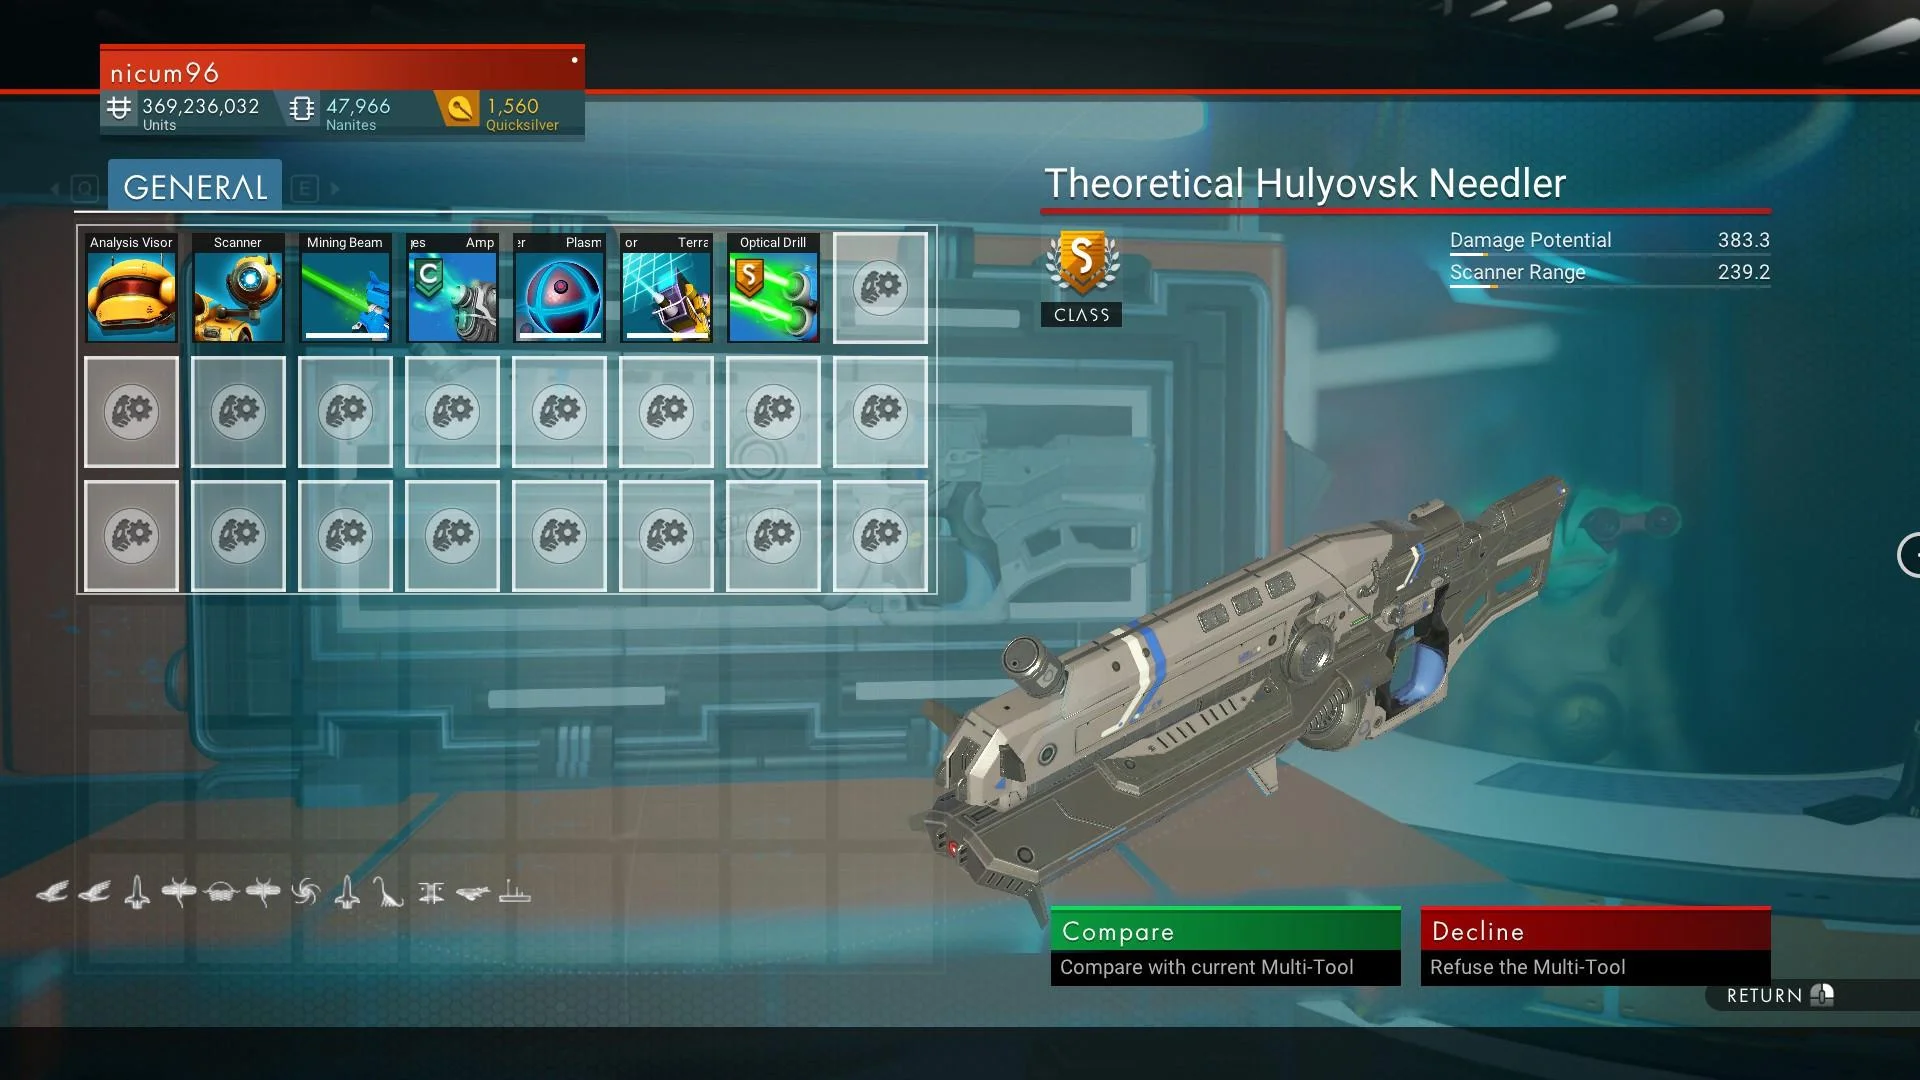 nicum96
369,236,032
Units
47,966
Nanites
1,560
Quicksilver
Q
GENERAL
E
Analysis Visor
Scanner
Mining Beam
es Amp
er Plasm
or Terra
Optical Drill
C
S
Theoretical Hulyovsk Needler
S
CLASS
Damage Potential 383.3
Scanner Range 239.2
Compare
Compare with current Multi-Tool
Decline
Refuse the Multi-Tool
RETURN